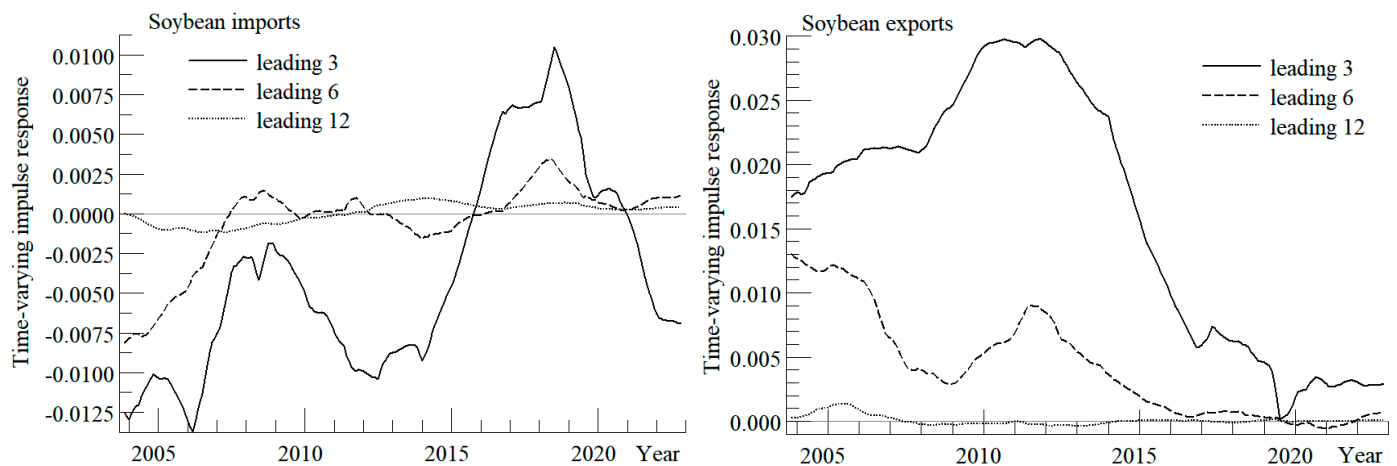 Soybean imports
Time-varying impulse response
0.0100
0.0075
0.0050
0.0025
0.0000
-0.0025
-0.0050
-0.0075
-0.0100
-0.0125
leading 3
leading 6
leading 12
2005 2010 2015 2020 Year
Soybean exports
Time-varying impulse response
0.030
0.025
0.020
0.015
0.010
0.005
0.000
leading 3
leading 6
leading 12
2005 2010 2015 2020 Year